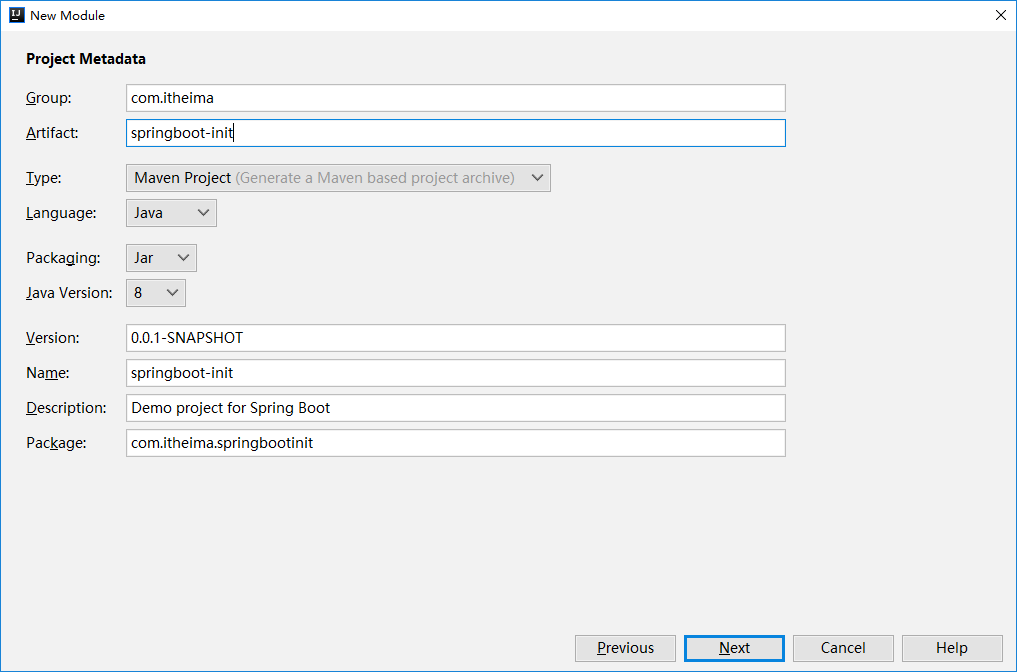 New Module
Project Metadata
Group: com.itheima
Artifact: springboot-init
Type: Maven Project (Generate a Maven based project archive)
Language: Java
Packaging: Jar
Java Version: 8
Version: 0.0.1-SNAPSHOT
Name: springboot-init
Description: Demo project for Spring Boot
Package: com.itheima.springbootinit
Previous Next Cancel Help